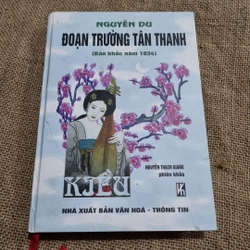 NGUYỄN DU
ĐOẠN TRƯỜNG TÂN THANH
(Bản khắc năm 1834)
NGUYỄN THẠCH GIANG
phiên khảo
KIỀU
NHÀ XUẤT BẢN VĂN HOÁ - THÔNG TIN